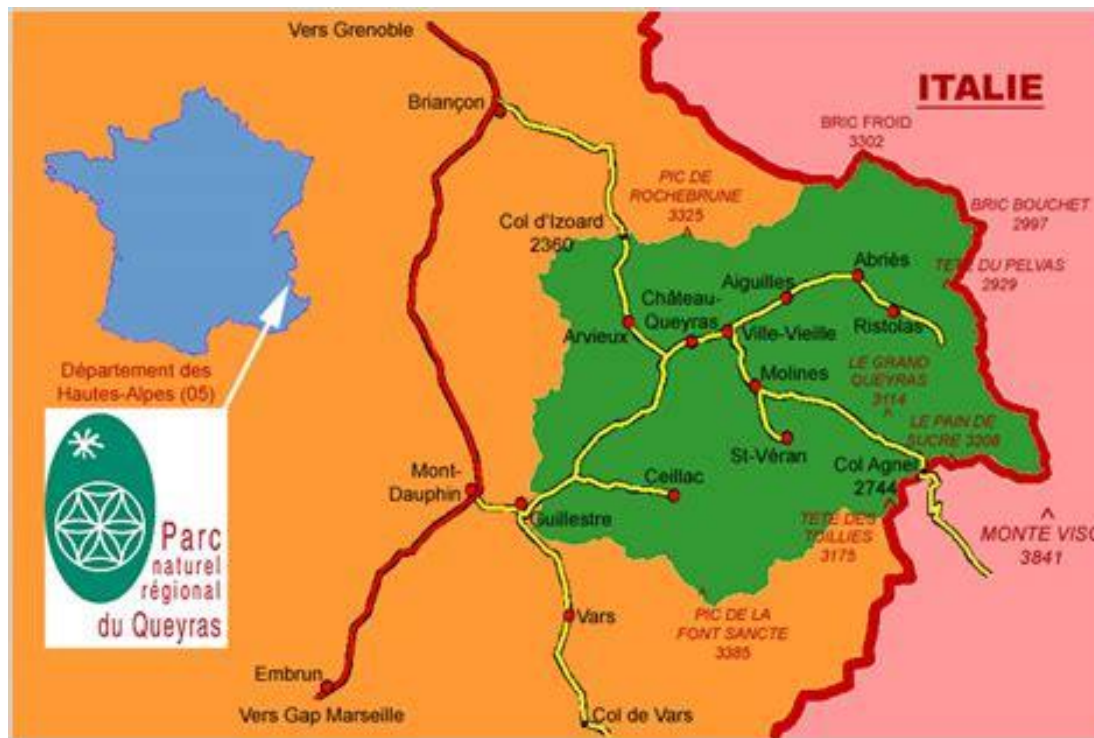 Vers Grenoble
ITALIE
Briançon
BRIC FROID
3302
PIC DE
ROCHEBRUNE
3325
BRIC BOUCHET
2997
Col d'Izoard
2360
Abriès
TETE DU PELVAS
2929
Aiguilles
Château-
Queyras
Arvieux
Ville-Vieille
Ristolas
Département des
Hautes-Alpes (05)
LE GRAND
QUEYRAS
3114
Molines
LE PAIN DE
SUCRE 3208
St-Véran
Col Agnel
2744
Mont-
Dauphin
Ceillac
Guillestre
TETE DES
TOILLIES
3175
MONTE VISO
3841
Parc
naturel
régional
du Queyras
Vars
PIC DE LA
FONT SANCTE
3385
Embrun
Vers Gap Marseille
Col de Vars